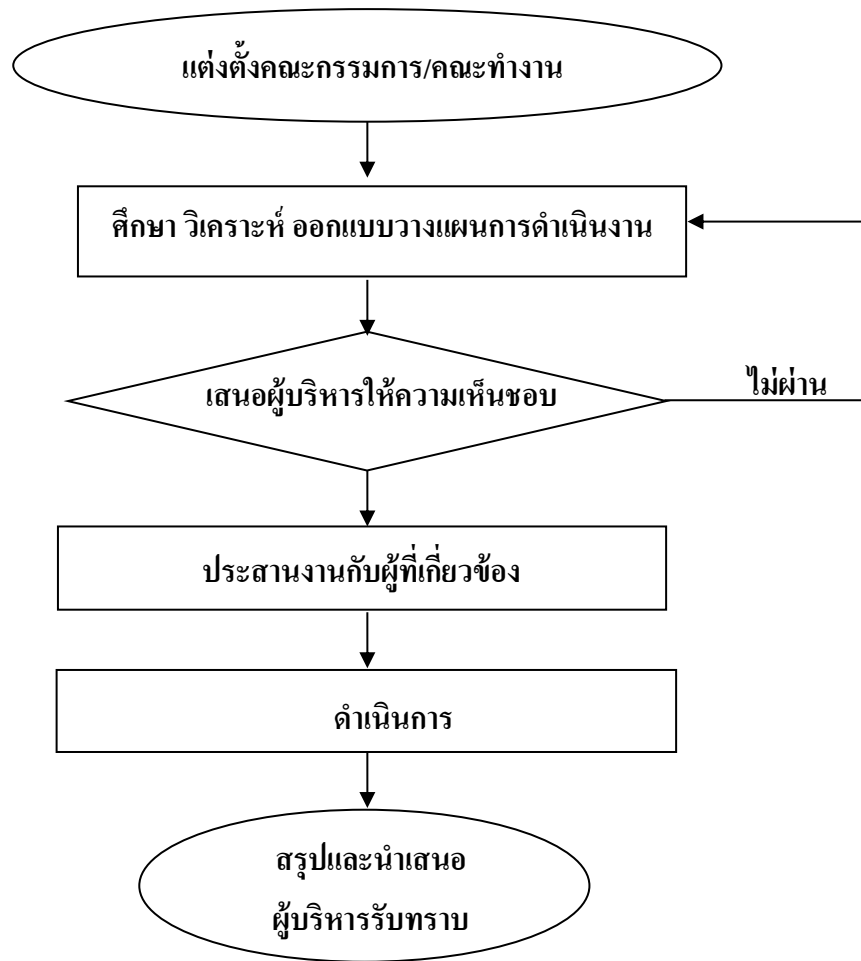 แต่งตั้งคณะกรรมการ/คณะทำงาน
ศึกษา วิเคราะห์ ออกแบบวางแผนการดำเนินงาน
เสนอผู้บริหารให้ความเห็นชอบ
ไม่ผ่าน
ประสานงานกับผู้ที่เกี่ยวข้อง
ดำเนินการ
สรุปและนำเสนอ
ผู้บริหารรับทราบ